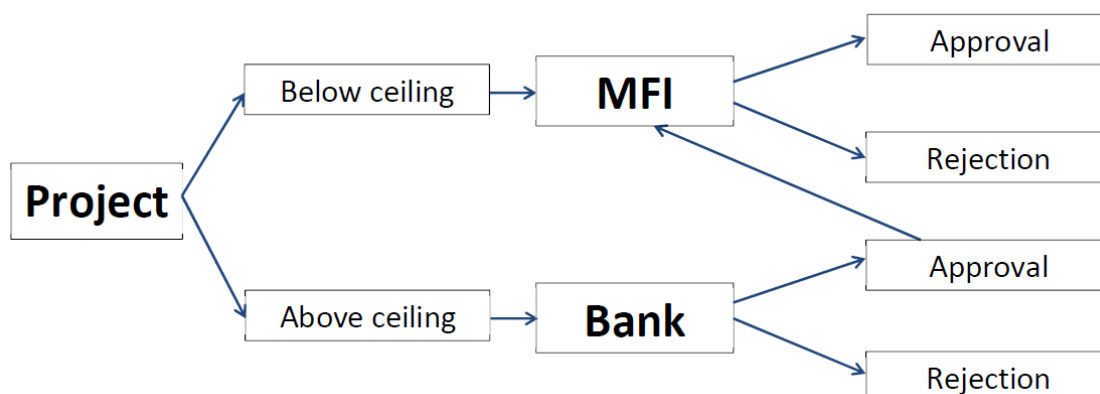 Approval
Below ceiling
MFI
Rejection
Project
Approval
Above ceiling
Bank
Rejection